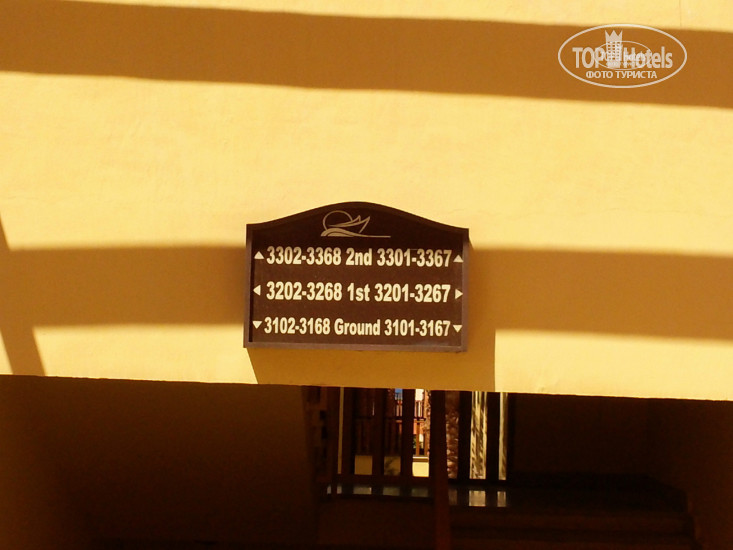 TOP Hotels
ФОТО ТУРИСТА
3302-3368 2nd 3301-3367
3202-3268 1st 3201-3267
3102-3168 Ground 3101-3167